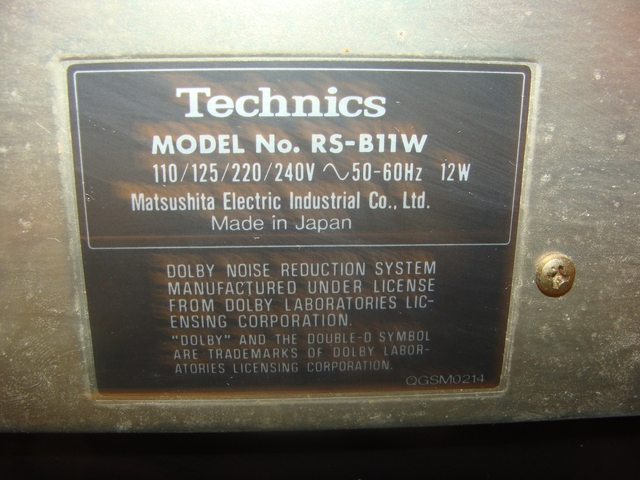 Technics
MODEL No. RS-B11W
110/125/220/240V ∿50-60Hz 12W
Matsushita Electric Industrial Co., Ltd.
Made in Japan
DOLBY NOISE REDUCTION SYSTEM
MANUFACTURED UNDER LICENSE
FROM DOLBY LABORATORIES LIC-
ENSING CORPORATION.
"DOLBY" AND THE DOUBLE-D SYMBOL
ARE TRADEMARKS OF DOLBY LABOR-
ATORIES LICENSING CORPORATION.
QGSM0214